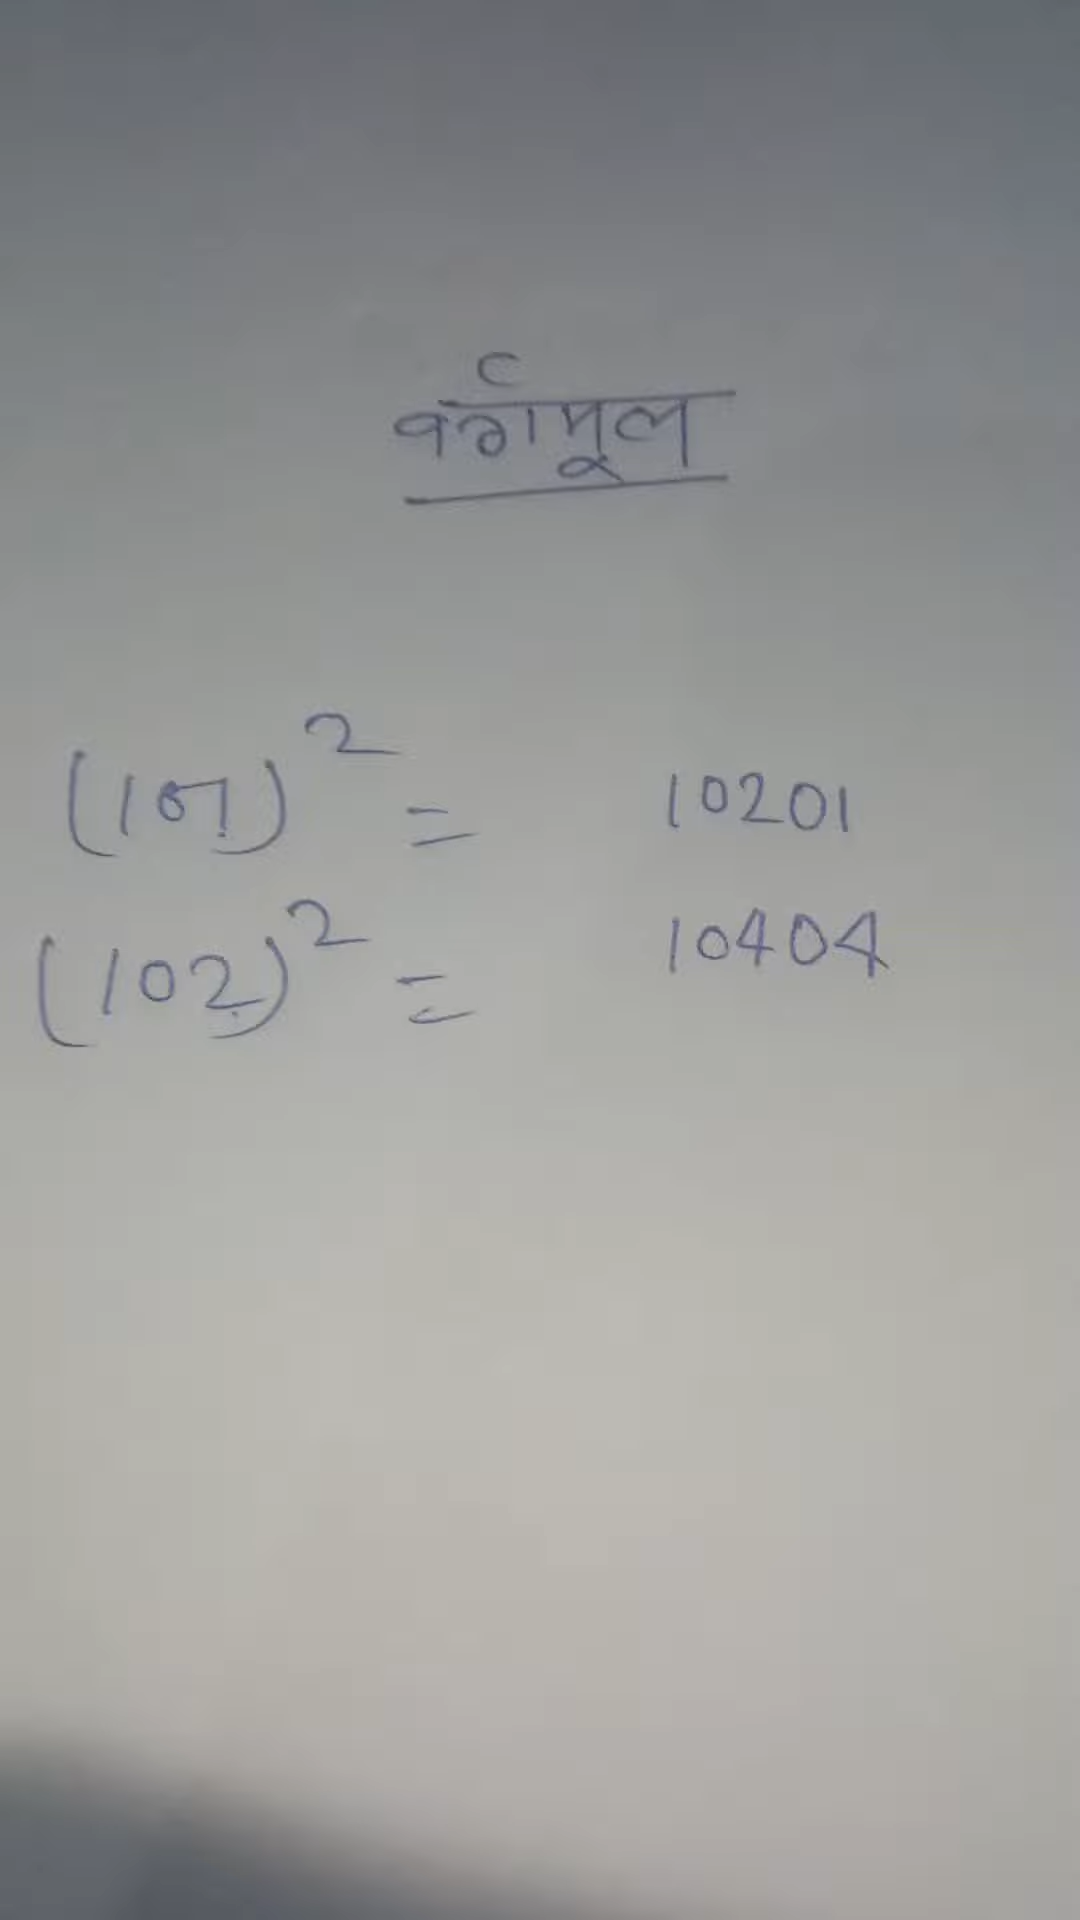 वर्गमूल
(101)² = 10201
(102)² = 10404